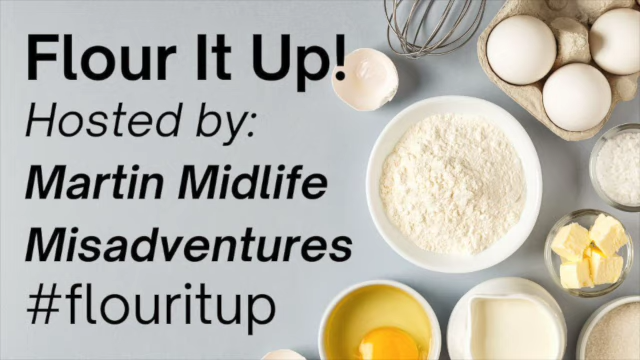 Flour It Up!
Hosted by:
Martin Midlife
Misadventures
#flouritup